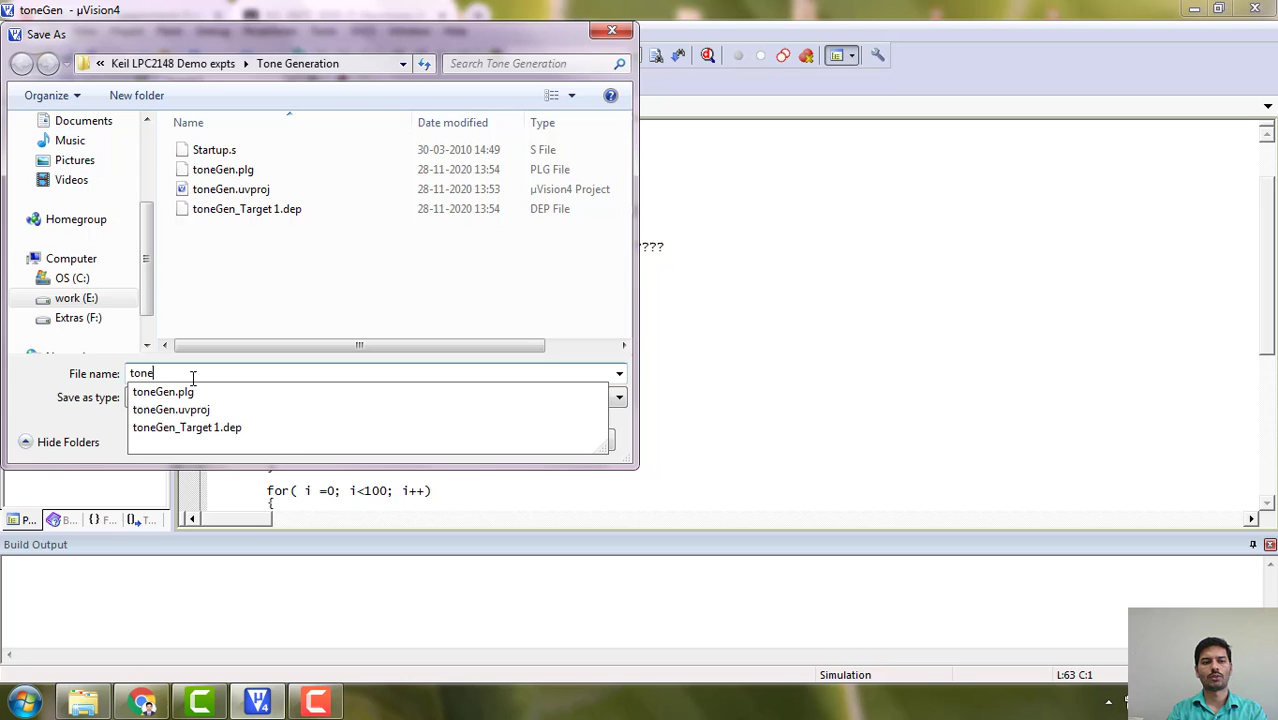 toneGen - µVision4
Save As
« Keil LPC2148 Demo expts Tone Generation
Search Tone Generation
Organize New folder
Name Date modified Type
Documents
Music
Pictures
Videos
Homegroup
Computer
OS (C:)
work (E:)
Extras (F:)
Startup.s 30-03-2010 14:49 S File
toneGen.plg 28-11-2020 13:54 PLG File
toneGen.uvproj 28-11-2020 13:53 µVision4 Project
toneGen_Target 1.dep 28-11-2020 13:54 DEP File
????
File name: tone
Save as type:
toneGen.plg
toneGen.uvproj
toneGen_Target 1.dep
Hide Folders
for( i =0; i<100; i++)
{
P... B... {} F... T...
Build Output
Simulation L:63 C:1